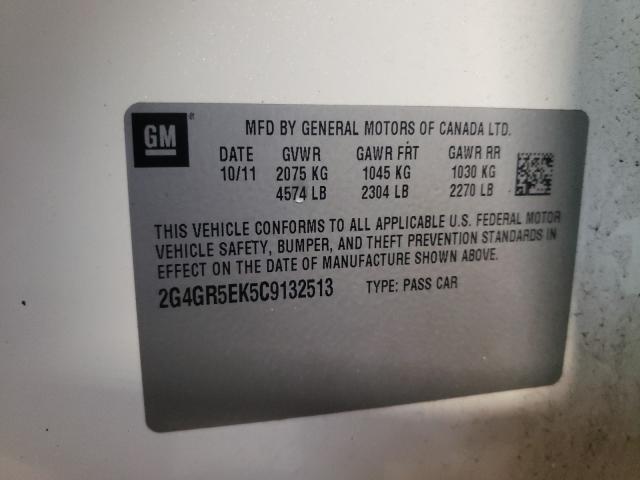 GM
MFD BY GENERAL MOTORS OF CANADA LTD.
DATE GVWR GAWR FRT GAWR RR
10/11 2075 KG 1045 KG 1030 KG
4574 LB 2304 LB 2270 LB
THIS VEHICLE CONFORMS TO ALL APPLICABLE U.S. FEDERAL MOTOR
VEHICLE SAFETY, BUMPER, AND THEFT PREVENTION STANDARDS IN
EFFECT ON THE DATE OF MANUFACTURE SHOWN ABOVE.
2G4GR5EK5C9132513 TYPE: PASS CAR